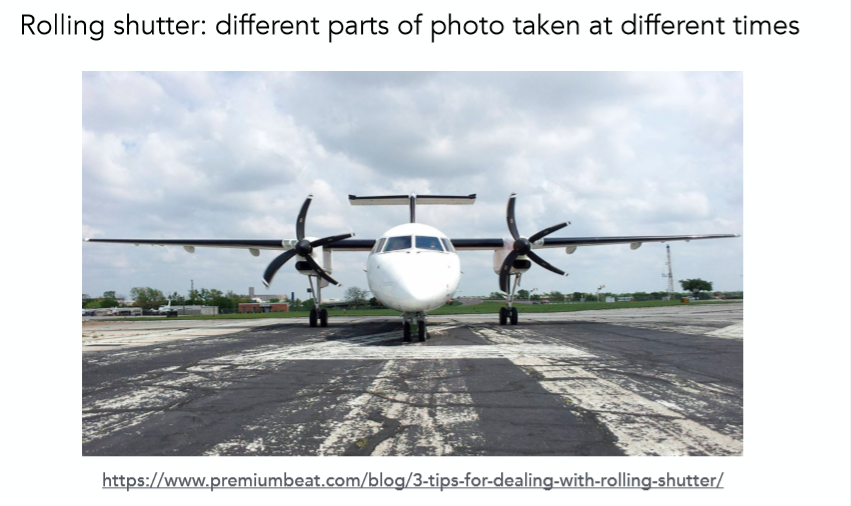 Rolling shutter: different parts of photo taken at different times
https://www.premiumbeat.com/blog/3-tips-for-dealing-with-rolling-shutter/